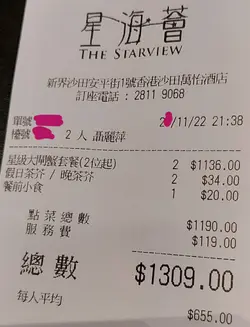 星海薈
THE STARVIEW
新界沙田安平街1號香港沙田萬怡酒店
訂座電話：2811 9068
單號 /11/22 21:38
檯號 2 人 蕭麗萍
星級大閘蟹套餐(2位起) 2 $1136.00
假日茶芥 / 晚茶芥 2 $34.00
餐前小食 1 $20.00
點菜總數 $1190.00
服務費 $119.00
總數 $1309.00
每人平均 $655.00